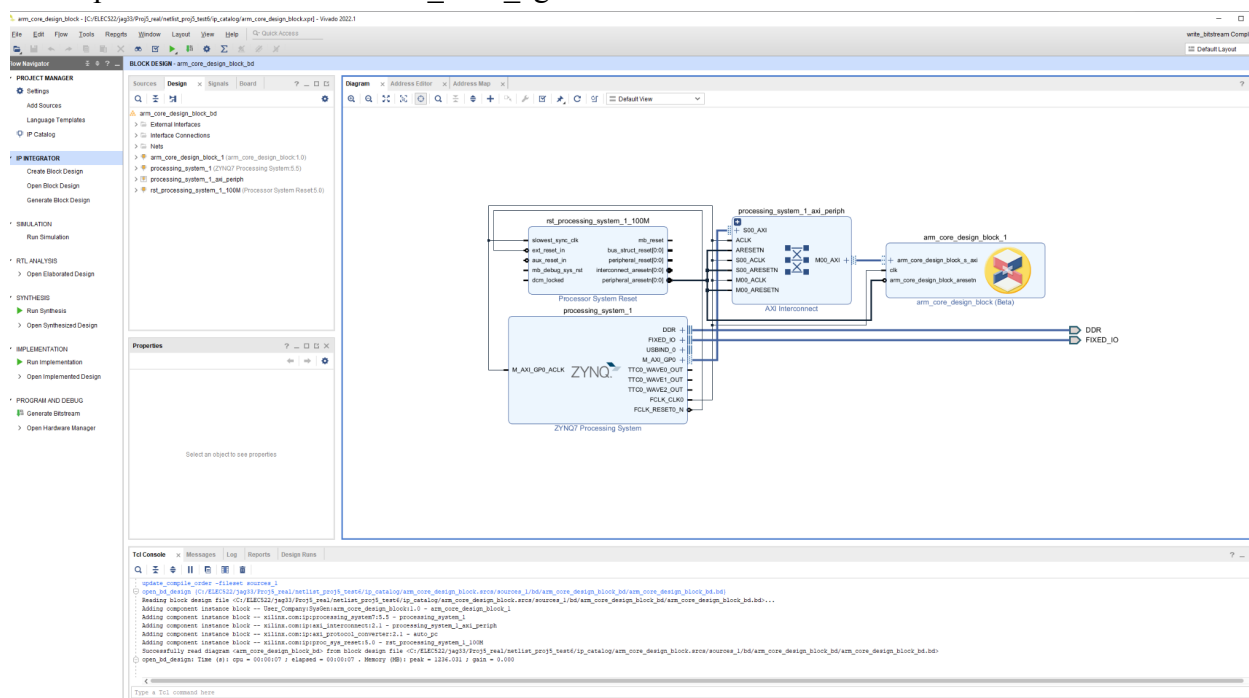 arm_core_design_block - [C:/ELEC522/jag33/Proj5_real/netlist_proj5_test6/ip_catalog/arm_core_design_block.xpr] - Vivado 2022.1
File Edit Flow Tools Reports Window Layout View Help Q- Quick Access
write_bitstream Compl
Default Layout
low Navigator
BLOCK DESIGN - arm_core_design_block_bd
PROJECT MANAGER
Settings
Add Sources
Language Templates
IP Catalog
IP INTEGRATOR
Create Block Design
Open Block Design
Generate Block Design
SIMULATION
Run Simulation
RTL ANALYSIS
Open Elaborated Design
SYNTHESIS
Run Synthesis
Open Synthesized Design
IMPLEMENTATION
Run Implementation
Open Implemented Design
PROGRAM AND DEBUG
Generate Bitstream
Open Hardware Manager
Sources Design Signals Board
arm_core_design_block_bd
External Interfaces
Interface Connections
Nets
arm_core_design_block_1 (arm_core_design_block:1.0)
processing_system_1 (ZYNQ7 Processing System:5.5)
processing_system_1_axi_periph
rst_processing_system_1_100M (Processor System Reset:5.0)
Properties
Select an object to see properties
Diagram Address Editor Address Map
Default View
rst_processing_system_1_100M
slowest_sync_clk mb_reset
ext_reset_in bus_struct_reset[0:0]
aux_reset_in peripheral_reset[0:0]
mb_debug_sys_rst interconnect_aresetn[0:0]
dcm_locked peripheral_aresetn[0:0]
Processor System Reset
processing_system_1_axi_periph
S00_AXI
ACLK
ARESETN
S00_ACLK M00_AXI
S00_ARESETN
M00_ACLK
M00_ARESETN
AXI Interconnect
arm_core_design_block_1
arm_core_design_block_s_axi
clk
arm_core_design_block_aresetn
arm_core_design_block (Beta)
processing_system_1
DDR
FIXED_IO
USBIND_0
M_AXI_GP0
M_AXI_GP0_ACLK ZYNQ TTC0_WAVE0_OUT
TTC0_WAVE1_OUT
TTC0_WAVE2_OUT
FCLK_CLK0
FCLK_RESET0_N
ZYNQ7 Processing System
DDR
FIXED_IO
Tcl Console Messages Log Reports Design Runs
update_compile_order -fileset sources_1
open_bd_design {C:/ELEC522/jag33/Proj5_real/netlist_proj5_test6/ip_catalog/arm_core_design_block.srcs/sources_1/bd/arm_core_design_block_bd/arm_core_design_block_bd.bd}
Reading block design file <C:/ELEC522/jag33/Proj5_real/netlist_proj5_test6/ip_catalog/arm_core_design_block.srcs/sources_1/bd/arm_core_design_block_bd/arm_core_design_block_bd.bd>...
Adding component instance block -- User_Company:SysGen:arm_core_design_block:1.0 - arm_core_design_block_1
Adding component instance block -- xilinx.com:ip:processing_system7:5.5 - processing_system_1
Adding component instance block -- xilinx.com:ip:axi_interconnect:2.1 - processing_system_1_axi_periph
Adding component instance block -- xilinx.com:ip:axi_protocol_converter:2.1 - auto_pc
Adding component instance block -- xilinx.com:ip:proc_sys_reset:5.0 - rst_processing_system_1_100M
Successfully read diagram <arm_core_design_block_bd> from block design file <C:/ELEC522/jag33/Proj5_real/netlist_proj5_test6/ip_catalog/arm_core_design_block.srcs/sources_1/bd/arm_core_design_block_bd/arm_core_design_block_bd.bd>
open_bd_design: Time (s): cpu = 00:00:07 ; elapsed = 00:00:07 . Memory (MB): peak = 1236.031 ; gain = 0.000
Type a Tcl command here